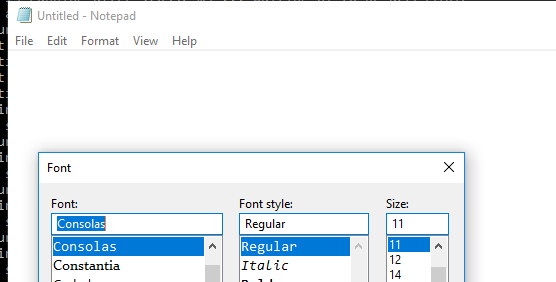 Untitled - Notepad
File Edit Format View Help
Font
Font: Font style: Size:
Consolas Regular 11
Consolas Regular 11
Constantia Italic 12
14